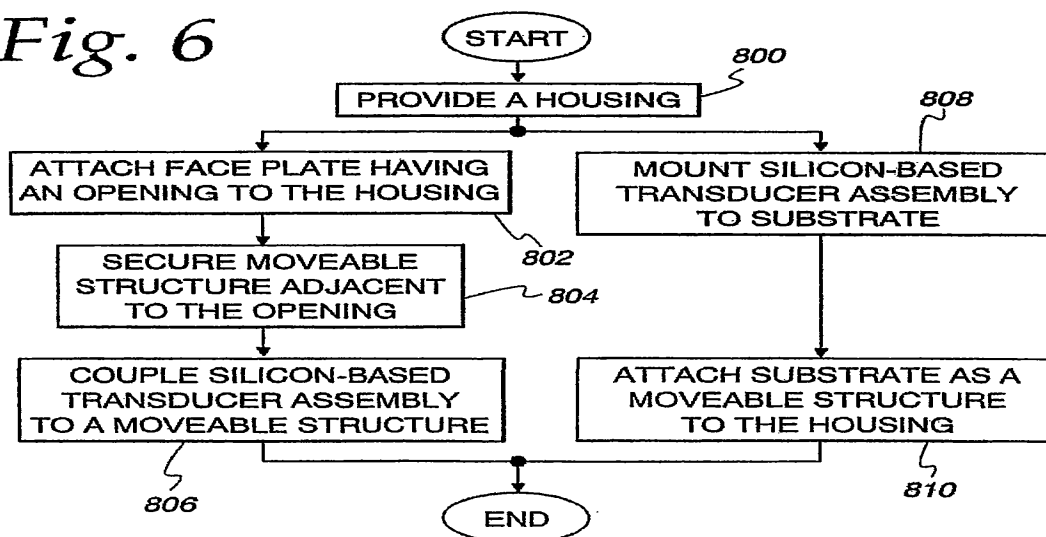 Fig. 6
START
800
PROVIDE A HOUSING
808
ATTACH FACE PLATE HAVING
AN OPENING TO THE HOUSING
802
MOUNT SILICON-BASED
TRANSDUCER ASSEMBLY
TO SUBSTRATE
SECURE MOVEABLE
STRUCTURE ADJACENT
TO THE OPENING
804
COUPLE SILICON-BASED
TRANSDUCER ASSEMBLY
TO A MOVEABLE STRUCTURE
806
ATTACH SUBSTRATE AS A
MOVEABLE STRUCTURE
TO THE HOUSING
810
END